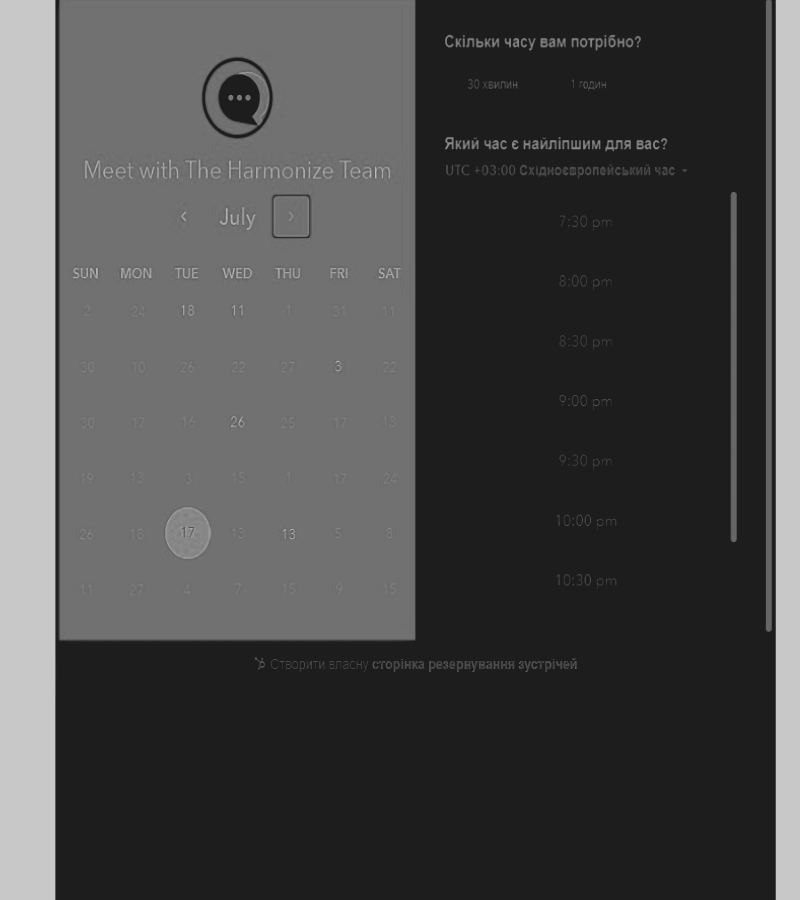 Meet with The Harmonize Team
July
SUN MON TUE WED THU FRI SAT
2 24 18 11 1 31 11
30 10 26 22 27 3 22
30 17 16 26 25 17 13
19 13 3 15 1 17 24
26 18 17 13 13 5 8
11 27 4 7 15 9 15
Скільки часу вам потрібно?
30 хвилин 1 годин
Який час є найліпшим для вас?
UTC +03:00 Східноєвропейський час
7:30 pm
8:00 pm
8:30 pm
9:00 pm
9:30 pm
10:00 pm
10:30 pm
Створити власну сторінка резервування зустрічей